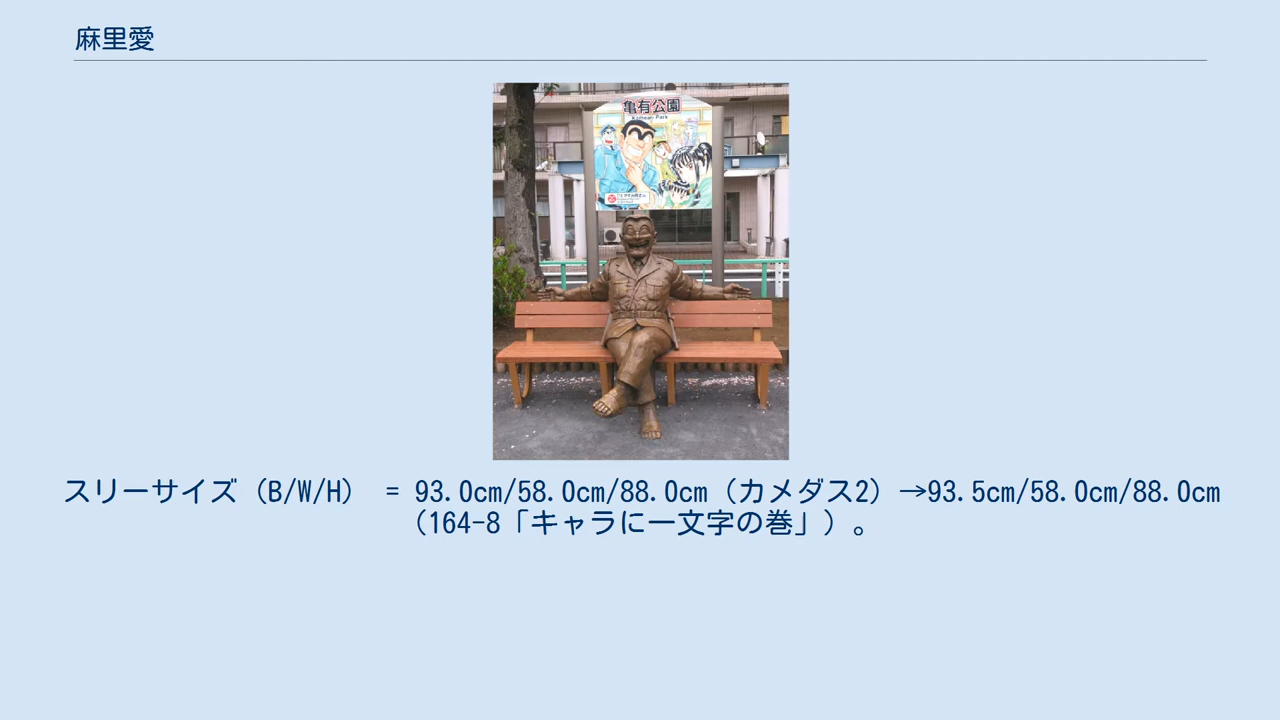 麻里愛
亀有公園
Kameari Park
スリーサイズ（B/W/H） = 93.0cm/58.0cm/88.0cm（カメダス2）→93.5cm/58.0cm/88.0cm
（164-8「キャラに一文字の巻」）。